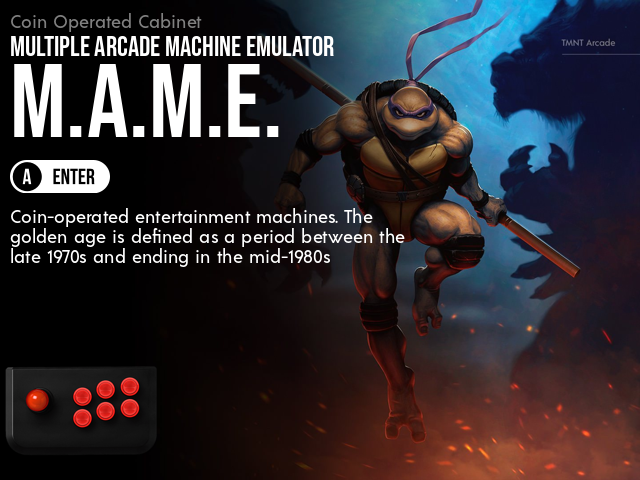 Coin Operated Cabinet
MULTIPLE ARCADE MACHINE EMULATOR
M.A.M.E.
A ENTER
Coin-operated entertainment machines. The
golden age is defined as a period between the
late 1970s and ending in the mid-1980s
TMNT Arcade